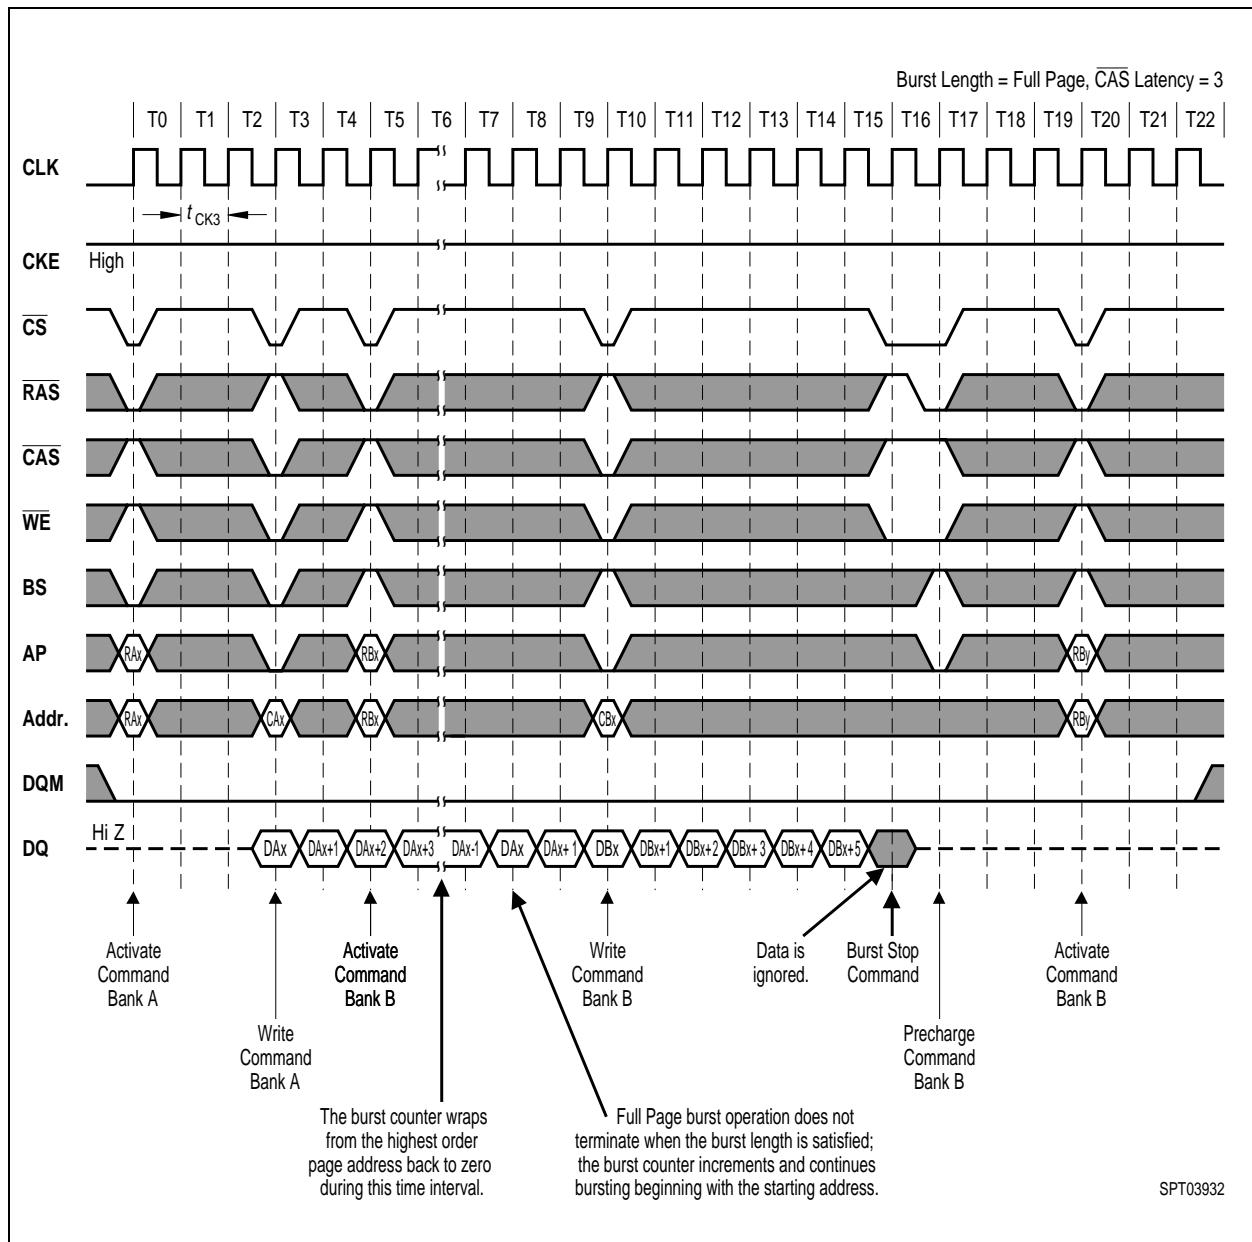 Burst Length = Full Page, CAS Latency = 3
T0 T1 T2 T3 T4 T5 T6 T7 T8 T9 T10 T11 T12 T13 T14 T15 T16 T17 T18 T19 T20 T21 T22
CLK
t CK3
CKE High
CS
RAS
CAS
WE
BS
AP RAx RBx RBy
Addr. RAx CAx RBx CBx RBy
DQM
Hi Z
DQ DAx DAx+1 DAx+2 DAx+3 DAx-1 DAx DAx+1 DBx DBx+1 DBx+2 DBx+3 DBx+4 DBx+5
Activate
Command
Bank A
Write
Command
Bank A
Activate
Command
Bank B
Write
Command
Bank B
Data is
ignored.
Burst Stop
Command
Precharge
Command
Bank B
Activate
Command
Bank B
The burst counter wraps
from the highest order
page address back to zero
during this time interval.
Full Page burst operation does not
terminate when the burst length is satisfied;
the burst counter increments and continues
bursting beginning with the starting address.
SPT03932